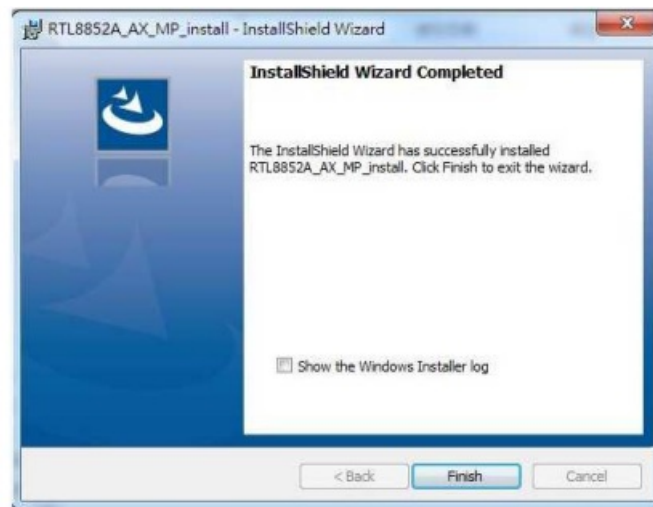 RTL8852A_AX_MP_install - InstallShield Wizard
InstallShield Wizard Completed
The InstallShield Wizard has successfully installed
RTL8852A_AX_MP_install. Click Finish to exit the wizard.
Show the Windows Installer log
< Back
Finish
Cancel